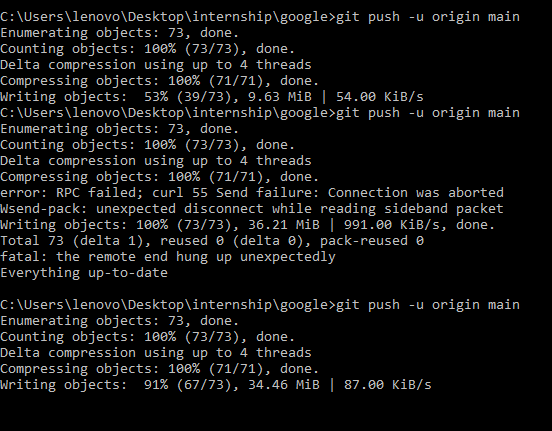 C:\Users\lenovo\Desktop\internship\google>git push -u origin main
Enumerating objects: 73, done.
Counting objects: 100% (73/73), done.
Delta compression using up to 4 threads
Compressing objects: 100% (71/71), done.
Writing objects:  53% (39/73), 9.63 MiB | 54.00 KiB/s
C:\Users\lenovo\Desktop\internship\google>git push -u origin main
Enumerating objects: 73, done.
Counting objects: 100% (73/73), done.
Delta compression using up to 4 threads
Compressing objects: 100% (71/71), done.
error: RPC failed; curl 55 Send failure: Connection was aborted
Wsend-pack: unexpected disconnect while reading sideband packet
Writing objects: 100% (73/73), 36.21 MiB | 991.00 KiB/s, done.
Total 73 (delta 1), reused 0 (delta 0), pack-reused 0
fatal: the remote end hung up unexpectedly
Everything up-to-date
C:\Users\lenovo\Desktop\internship\google>git push -u origin main
Enumerating objects: 73, done.
Counting objects: 100% (73/73), done.
Delta compression using up to 4 threads
Compressing objects: 100% (71/71), done.
Writing objects:  91% (67/73), 34.46 MiB | 87.00 KiB/s